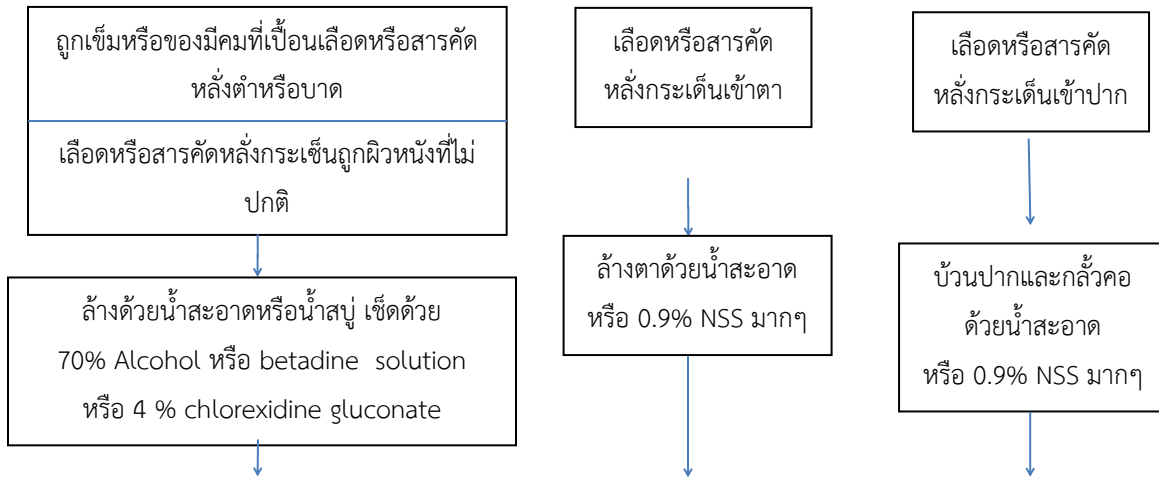 ถูกเข็มหรือของมีคมที่เปื้อนเลือดหรือสารคัด
หลั่งตำหรือบาด
เลือดหรือสารคัดหลั่งกระเซ็นถูกผิวหนังที่ไม่
ปกติ
ล้างด้วยน้ำสะอาดหรือน้ำสบู่ เช็ดด้วย
70% Alcohol หรือ betadine solution
หรือ 4 % chlorexidine gluconate
เลือดหรือสารคัด
หลั่งกระเด็นเข้าตา
ล้างตาด้วยน้ำสะอาด
หรือ 0.9% NSS มากๆ
เลือดหรือสารคัด
หลั่งกระเด็นเข้าปาก
บ้วนปากและกลั้วคอ
ด้วยน้ำสะอาด
หรือ 0.9% NSS มากๆ